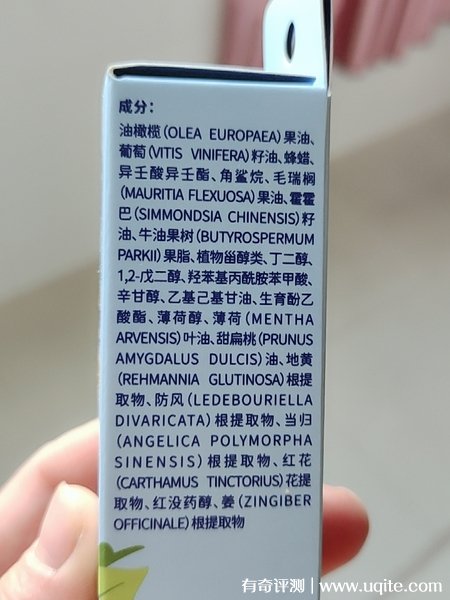 成分：
油橄榄(OLEA EUROPAEA)果油、
葡萄(VITIS VINIFERA)籽油、蜂蜡、
异壬酸异壬酯、角鲨烷、毛瑞榈
(MAURITIA FLEXUOSA)果油、霍霍
巴(SIMMONDSIA CHINENSIS)籽
油、牛油果树(BUTYROSPERMUM
PARKII)果脂、植物甾醇类、丁二醇、
1,2-戊二醇、羟苯基丙酰胺苯甲酸、
辛甘醇、乙基己基甘油、生育酚乙
酸酯、薄荷醇、薄荷(MENTHA
ARVENSIS)叶油、甜扁桃(PRUNUS
AMYGDALUS DULCIS)油、地黄
(REHMANNIA GLUTINOSA)根提
取物、防风(LEDEBOURIELLA
DIVARICATA)根提取物、当归
(ANGELICA POLYMORPHA
SINENSIS)根提取物、红花
(CARTHAMUS TINCTORIUS)花提
取物、红没药醇、姜(ZINGIBER
OFFICINALE)根提取物
有奇评测 | www.uqite.com